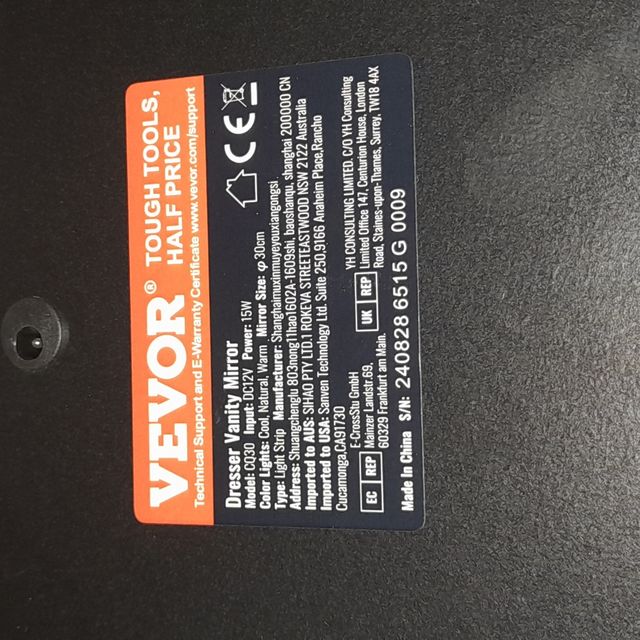 VEVOR®
TOUGH TOOLS,
HALF PRICE
Technical Support and E-Warranty Certificate www.vevor.com/support
Dresser Vanity Mirror
Model: CQ30 Input: DC12V Power: 15W
Color Lights: Cool, Natural, Warm Mirror Size: φ30cm
Type: Light Strip Manufacturer: Shanghaimuxinmuyeyouxiangongsi
Address: Shuangchenglu 803nong11hao1602A-1609shi, baoshanqu, shanghai 200000 CN
Imported to AUS: SIHAO PTY LTD.1 ROKEVA STREETEASTWOOD NSW 2122 Australia
Imported to USA: Sanven Technology Ltd. Suite 250,9166 Anaheim Place,Rancho
Cucamonga,CA91730
CE
EC REP
E-CrossStu GmbH
Mainzer Landstr.69,
60329 Frankfurt am Main.
UK REP
YH CONSULTING LIMITED. C/O YH Consulting
Limited Office 147, Centurion House, London
Road, Staines-upon-Thames, Surrey, TW18 4AX
Made In China S/N: 240828 6515 G 0009